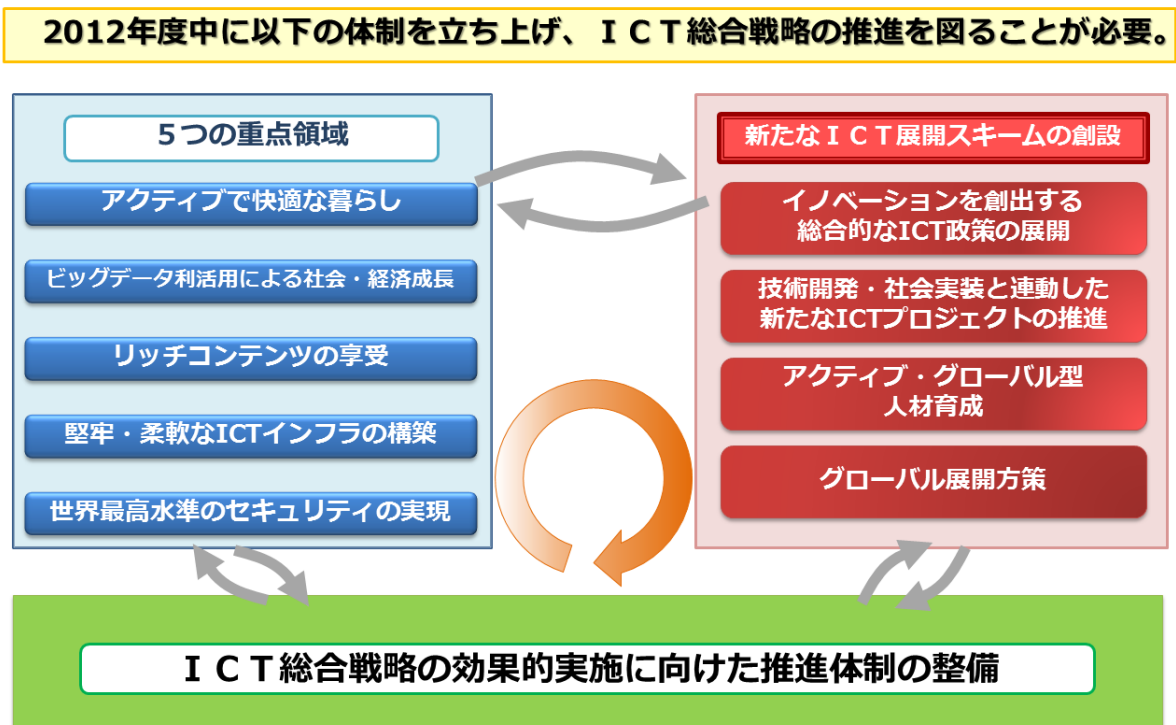 2012年度中に以下の体制を立ち上げ、ＩＣＴ総合戦略の推進を図ることが必要。
５つの重点領域
アクティブで快適な暮らし
ビッグデータ利活用による社会・経済成長
リッチコンテンツの享受
堅牢・柔軟なICTインフラの構築
世界最高水準のセキュリティの実現
新たなＩＣＴ展開スキームの創設
イノベーションを創出する
総合的なICT政策の展開
技術開発・社会実装と連動した
新たなICTプロジェクトの推進
アクティブ・グローバル型
人材育成
グローバル展開方策
ＩＣＴ総合戦略の効果的実施に向けた推進体制の整備